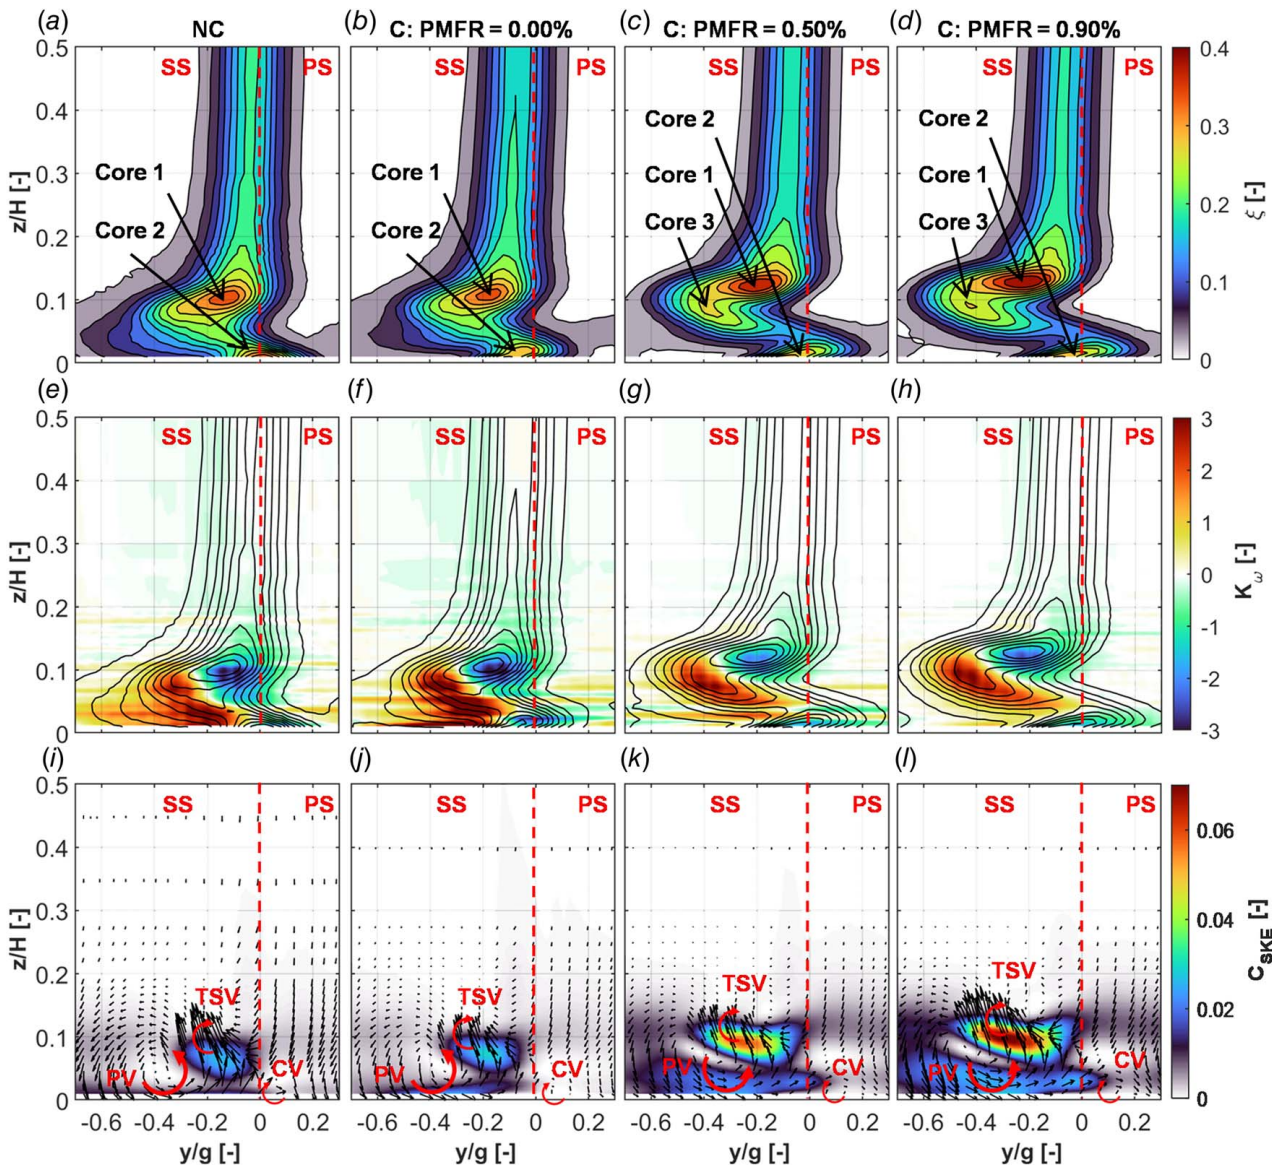 (a) (b) (c) (d)
NC C: PMFR = 0.00% C: PMFR = 0.50% C: PMFR = 0.90%
0.5 SS PS SS PS SS PS SS PS 0.4
0.4 Core 2 Core 2 0.3
0.3 Core 1 Core 1 Core 1 Core 1
z/H [-] ξ [-]
0.2 Core 2 Core 2 Core 3 Core 3 0.2
0.1 0.1
0 0
(e) (f) (g) (h)
0.5 SS PS SS PS SS PS SS PS 3
0.4 2
0.3 1
z/H [-] 0 K ω [-]
0.2 -1
0.1 -2
0 -3
(i) (j) (k) (l)
0.5 SS PS SS PS SS PS SS PS
0.4 0.06
0.3 0.04
z/H [-] C SKE [-]
0.2 TSV TSV TSV TSV 0.02
0.1 PV CV PV CV PV CV PV CV
0 0
-0.6 -0.4 -0.2 0 0.2 -0.6 -0.4 -0.2 0 0.2 -0.6 -0.4 -0.2 0 0.2 -0.6 -0.4 -0.2 0 0.2
y/g [-] y/g [-] y/g [-] y/g [-]